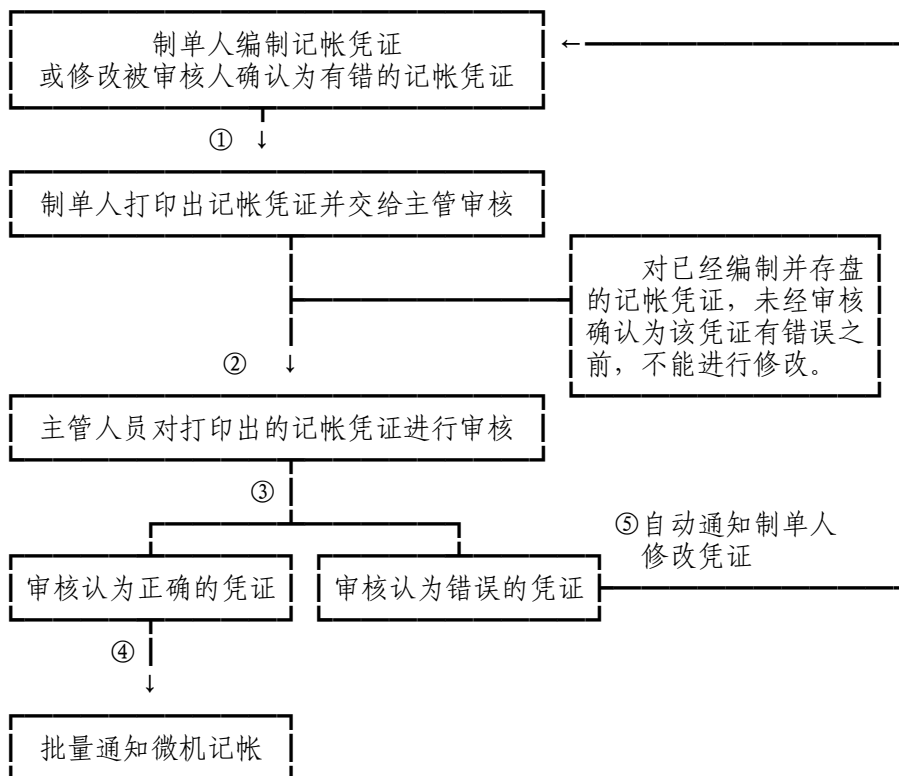 制单人编制记帐凭证
或修改被审核人确认为有错的记帐凭证
①
制单人打印出记帐凭证并交给主管审核
对已经编制并存盘
的记帐凭证，未经审核
确认为该凭证有错误之
前，不能进行修改。
②
主管人员对打印出的记帐凭证进行审核
③
⑤自动通知制单人
修改凭证
审核认为正确的凭证
审核认为错误的凭证
④
批量通知微机记帐